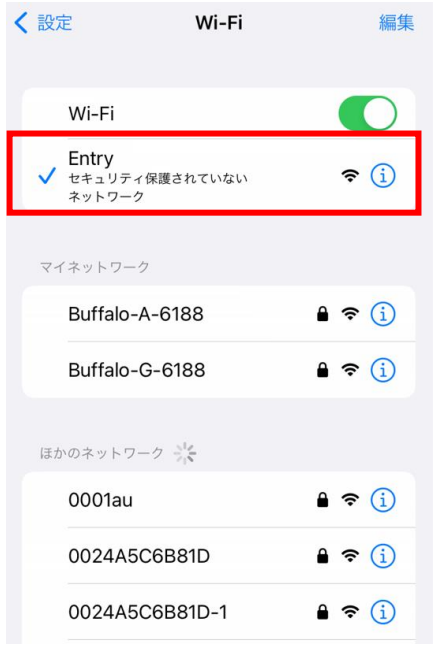 設定 Wi-Fi 編集
Wi-Fi
Entry
セキュリティ保護されていない
ネットワーク
マイネットワーク
Buffalo-A-6188
Buffalo-G-6188
ほかのネットワーク
0001au
0024A5C6B81D
0024A5C6B81D-1